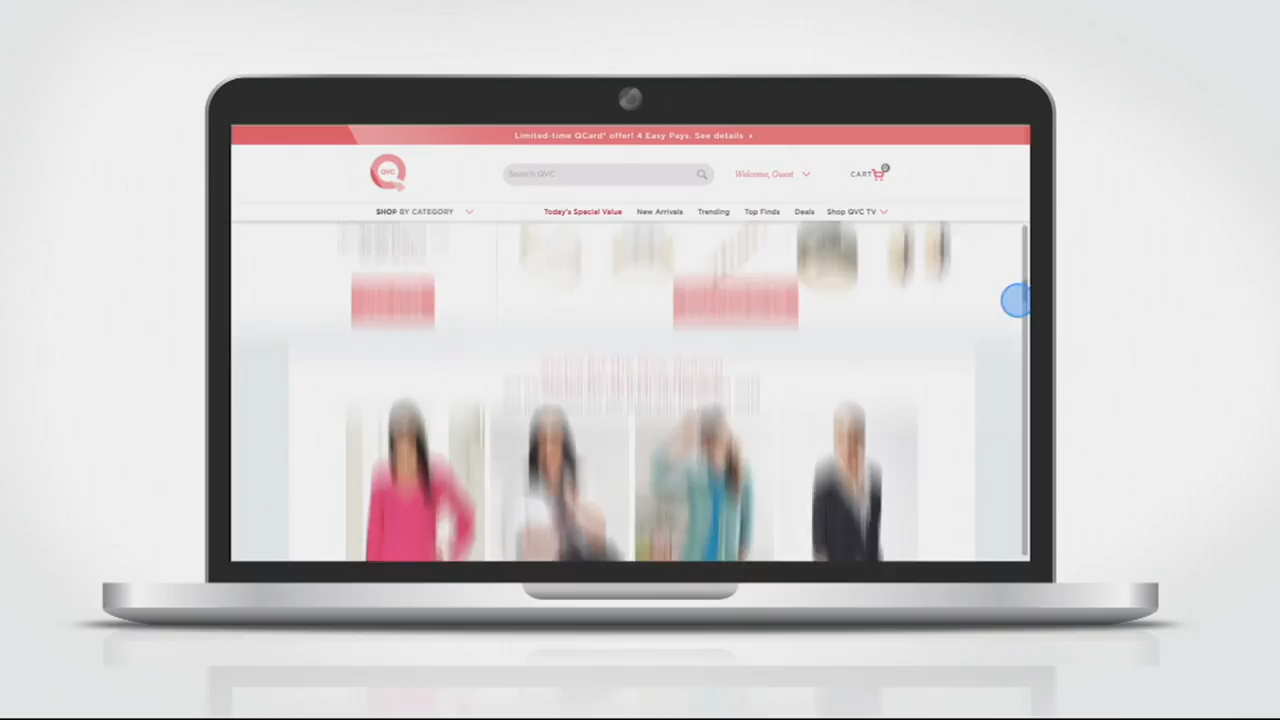 Limited-time QCard® offer! 4 Easy Pays. See details
QVC
Search QVC
Welcome, Guest
CART
0
SHOP BY CATEGORY
Today's Special Value
New Arrivals
Trending
Top Finds
Deals
Shop QVC TV